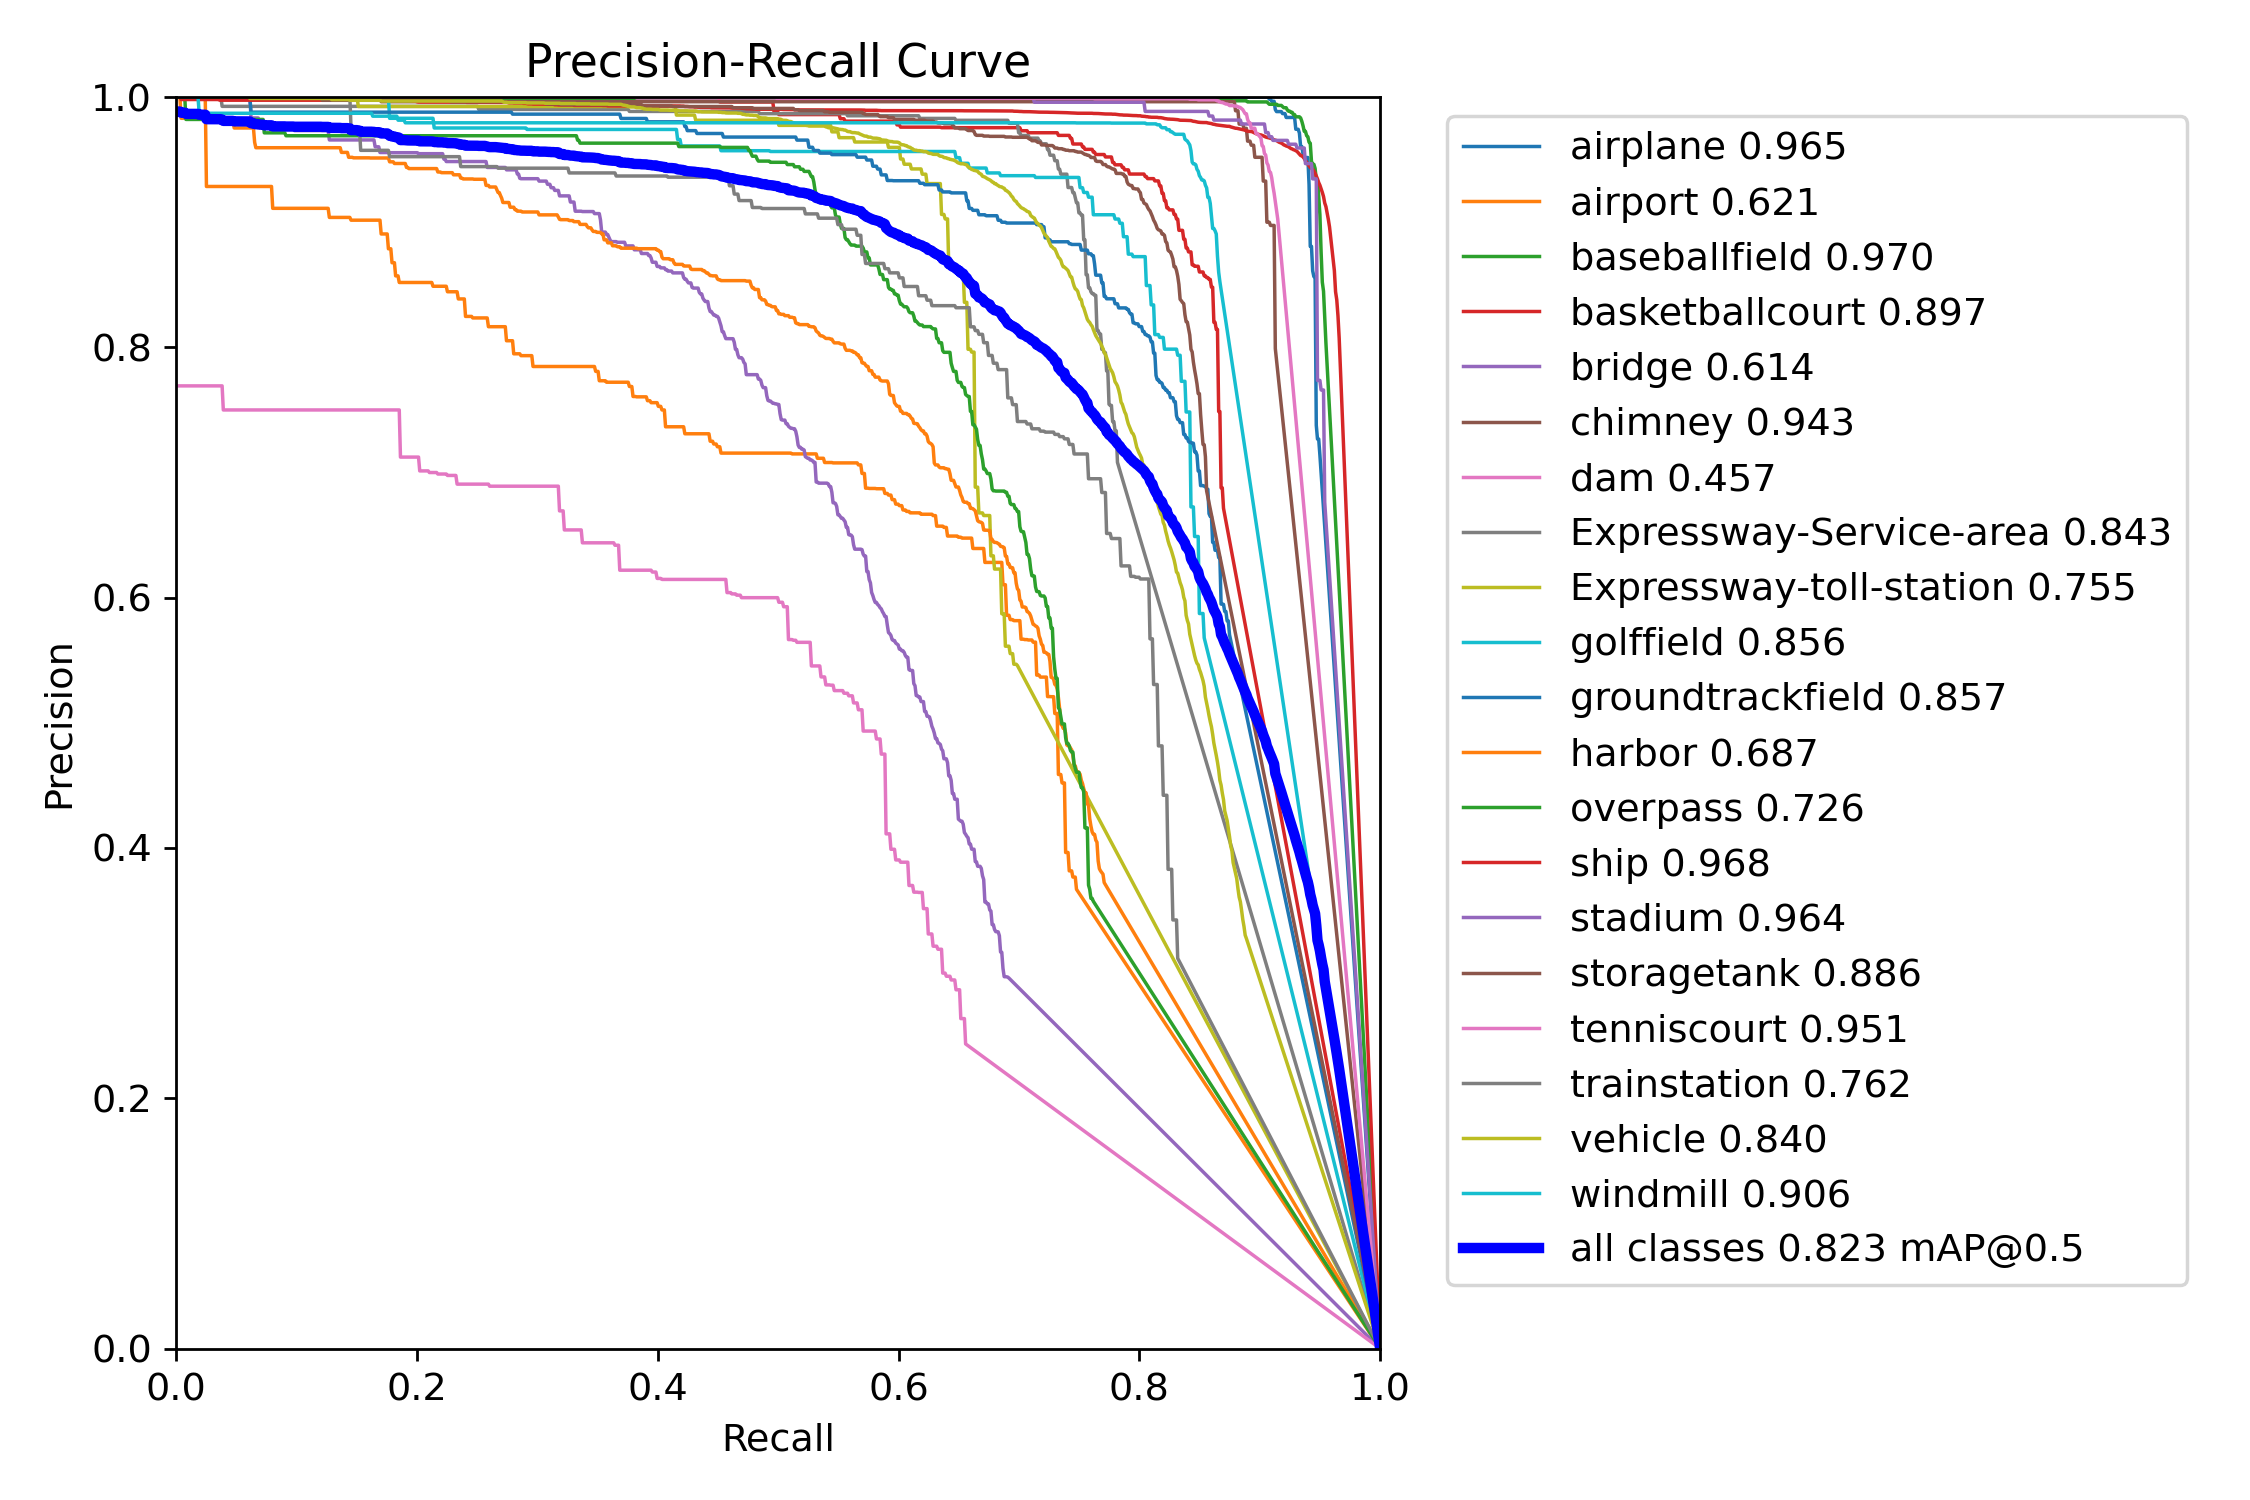 Precision-Recall Curve
1.0
0.8
0.6
0.4
0.2
0.0
Precision
0.0 0.2 0.4 0.6 0.8 1.0
Recall
airplane 0.965
airport 0.621
baseballfield 0.970
basketballcourt 0.897
bridge 0.614
chimney 0.943
dam 0.457
Expressway-Service-area 0.843
Expressway-toll-station 0.755
golffield 0.856
groundtrackfield 0.857
harbor 0.687
overpass 0.726
ship 0.968
stadium 0.964
storagetank 0.886
tenniscourt 0.951
trainstation 0.762
vehicle 0.840
windmill 0.906
all classes 0.823 mAP@0.5